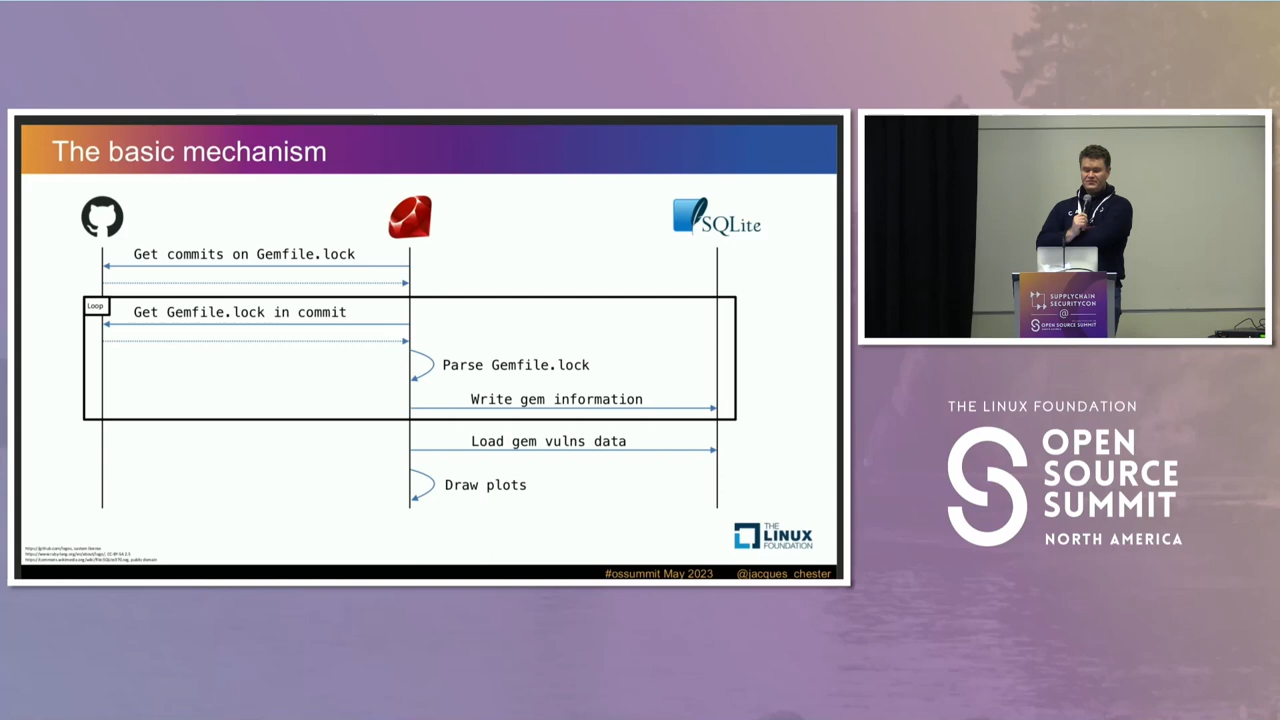 The basic mechanism
SQLite
Get commits on Gemfile.lock
Loop
Get Gemfile.lock in commit
Parse Gemfile.lock
Write gem information
Load gem vulns data
Draw plots
THE
LINUX
FOUNDATION
#ossummit May 2023 @jacques_chester
SUPPLYCHAIN
SECURITYCON
@
OPEN SOURCE SUMMIT
THE LINUX FOUNDATION
OPEN
SOURCE
SUMMIT
NORTH AMERICA